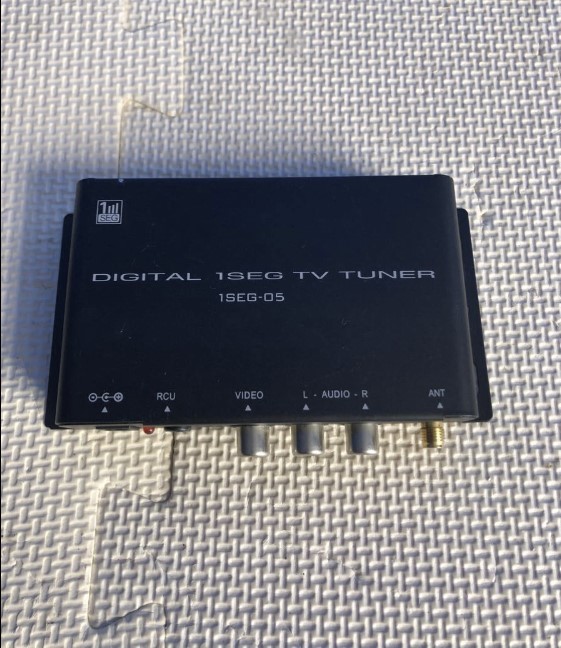 1
SEG
DIGITAL 1SEG TV TUNER
1SEG-05
RCU VIDEO L - AUDIO - R ANT